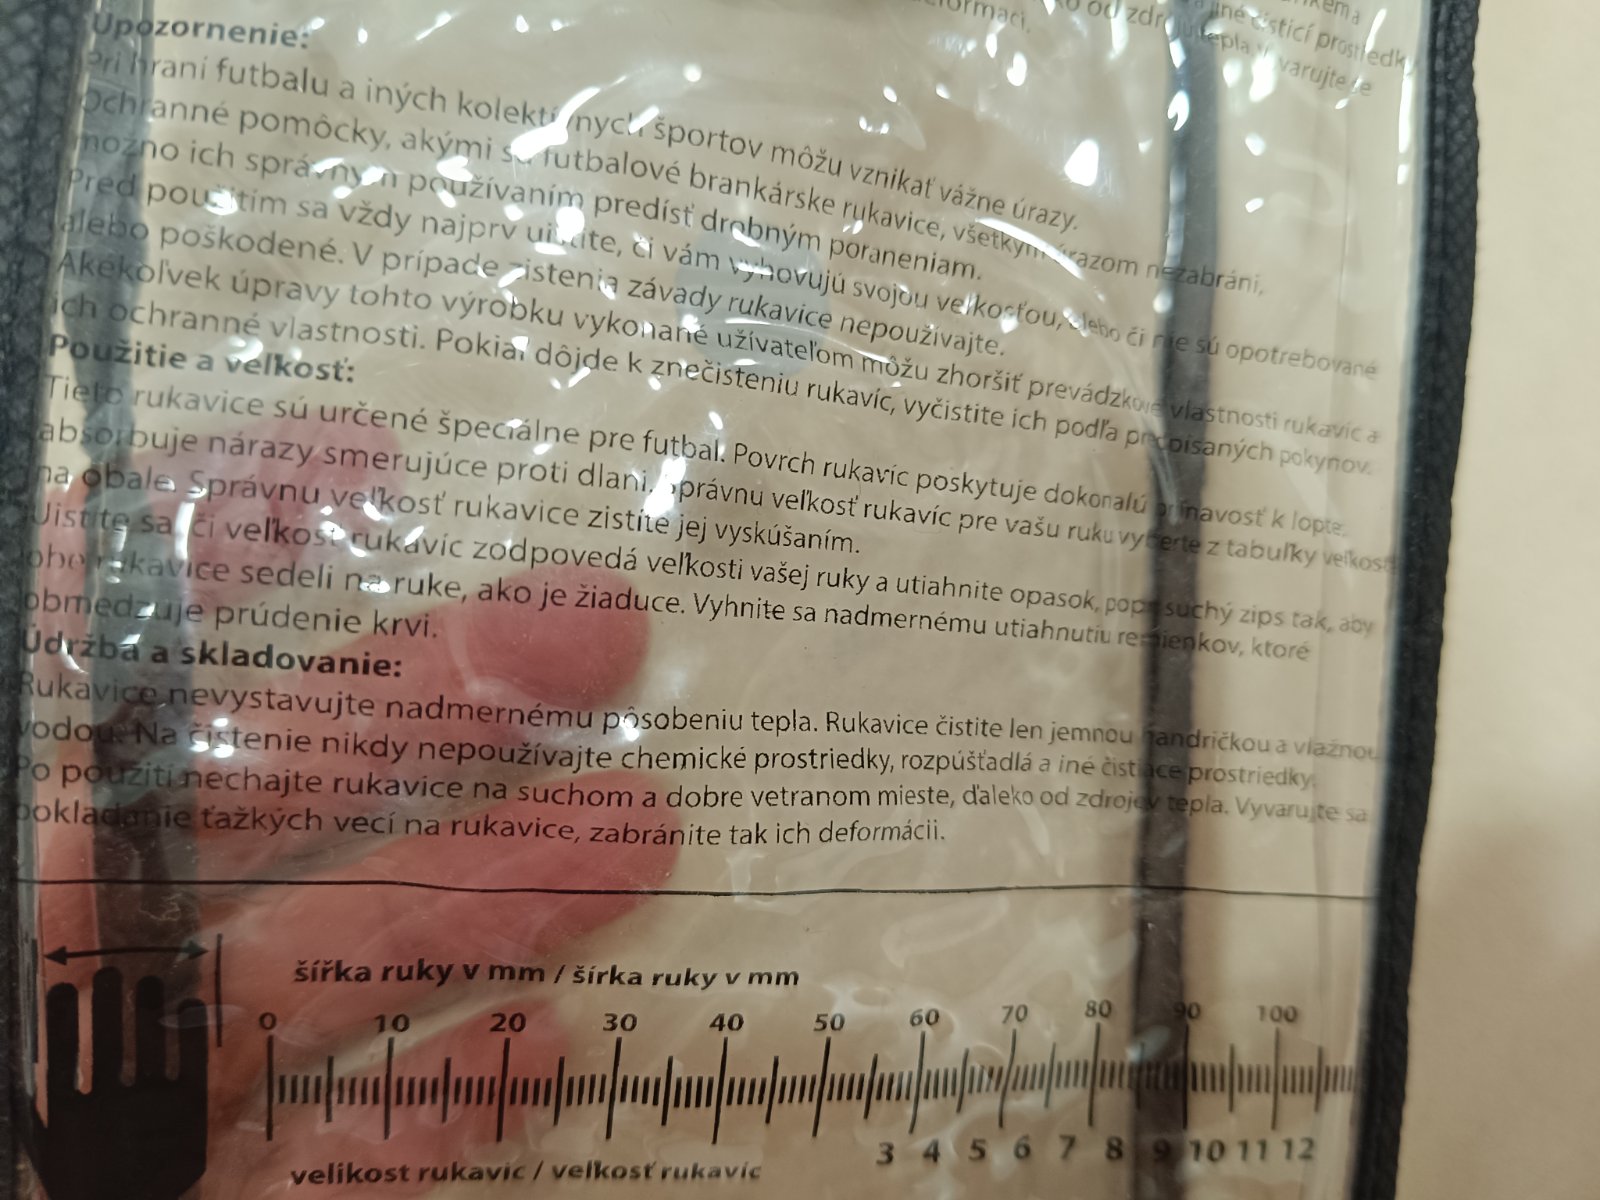 jiné čisticí prostředky
od zdroje tepla. Vyvarujte se
deformaci.
Upozornenie:
Pri hraní futbalu a iných kolektívnych športov môžu vznikať vážne úrazy.
Ochranné pomôcky, akými sú futbalové brankárske rukavice, všetkým úrazom nezabráni,
možno ich správnym používaním predísť drobným poraneniam.
Pred použitím sa vždy najprv uistite, či vám vyhovujú svojou veľkosťou, alebo či nie sú opotrebované
alebo poškodené. V prípade zistenia závady rukavice nepoužívajte.
Akékoľvek úpravy tohto výrobku vykonané užívateľom môžu zhoršiť prevádzkové vlastnosti rukavíc a
ich ochranné vlastnosti. Pokiaľ dôjde k znečisteniu rukavíc, vyčistite ich podľa predpísaných pokynov.
Použitie a veľkosť:
Tieto rukavice sú určené špeciálne pre futbal. Povrch rukavíc poskytuje dokonalú priľnavosť k lopte,
absorbuje nárazy smerujúce proti dlani. Správnu veľkosť rukavíc pre vašu ruku vyberte z tabuľky veľkostí
na obale. Správnu veľkosť rukavice zistíte jej vyskúšaním.
Uistite sa, či veľkosť rukavíc zodpovedá veľkosti vašej ruky a utiahnite opasok, popr. suchý zips tak, aby
obe rukavice sedeli na ruke, ako je žiaduce. Vyhnite sa nadmernému utiahnutiu remienkov, ktoré
obmedzuje prúdenie krvi.
Údržba a skladovanie:
Rukavice nevystavujte nadmernému pôsobeniu tepla. Rukavice čistite len jemnou handričkou a vlažnou
vodou. Na čistenie nikdy nepoužívajte chemické prostriedky, rozpúšťadlá a iné čistiace prostriedky.
Po použití nechajte rukavice na suchom a dobre vetranom mieste, ďaleko od zdrojov tepla. Vyvarujte sa
pokladanie ťažkých vecí na rukavice, zabránite tak ich deformácii.
šířka ruky v mm / šírka ruky v mm
0 10 20 30 40 50 60 70 80 90 100
3 4 5 6 7 8 9 10 11 12
velikost rukavic / veľkosť rukavíc